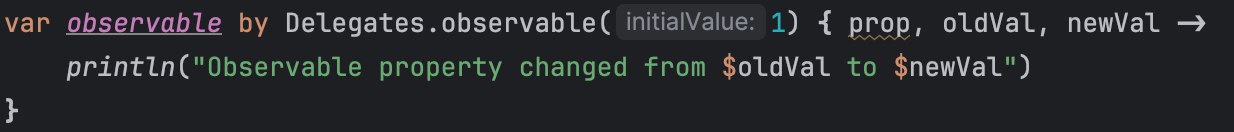 var observable by Delegates.observable( initialValue: 1) { prop, oldVal, newVal ->
println("Observable property changed from $oldVal to $newVal")
}